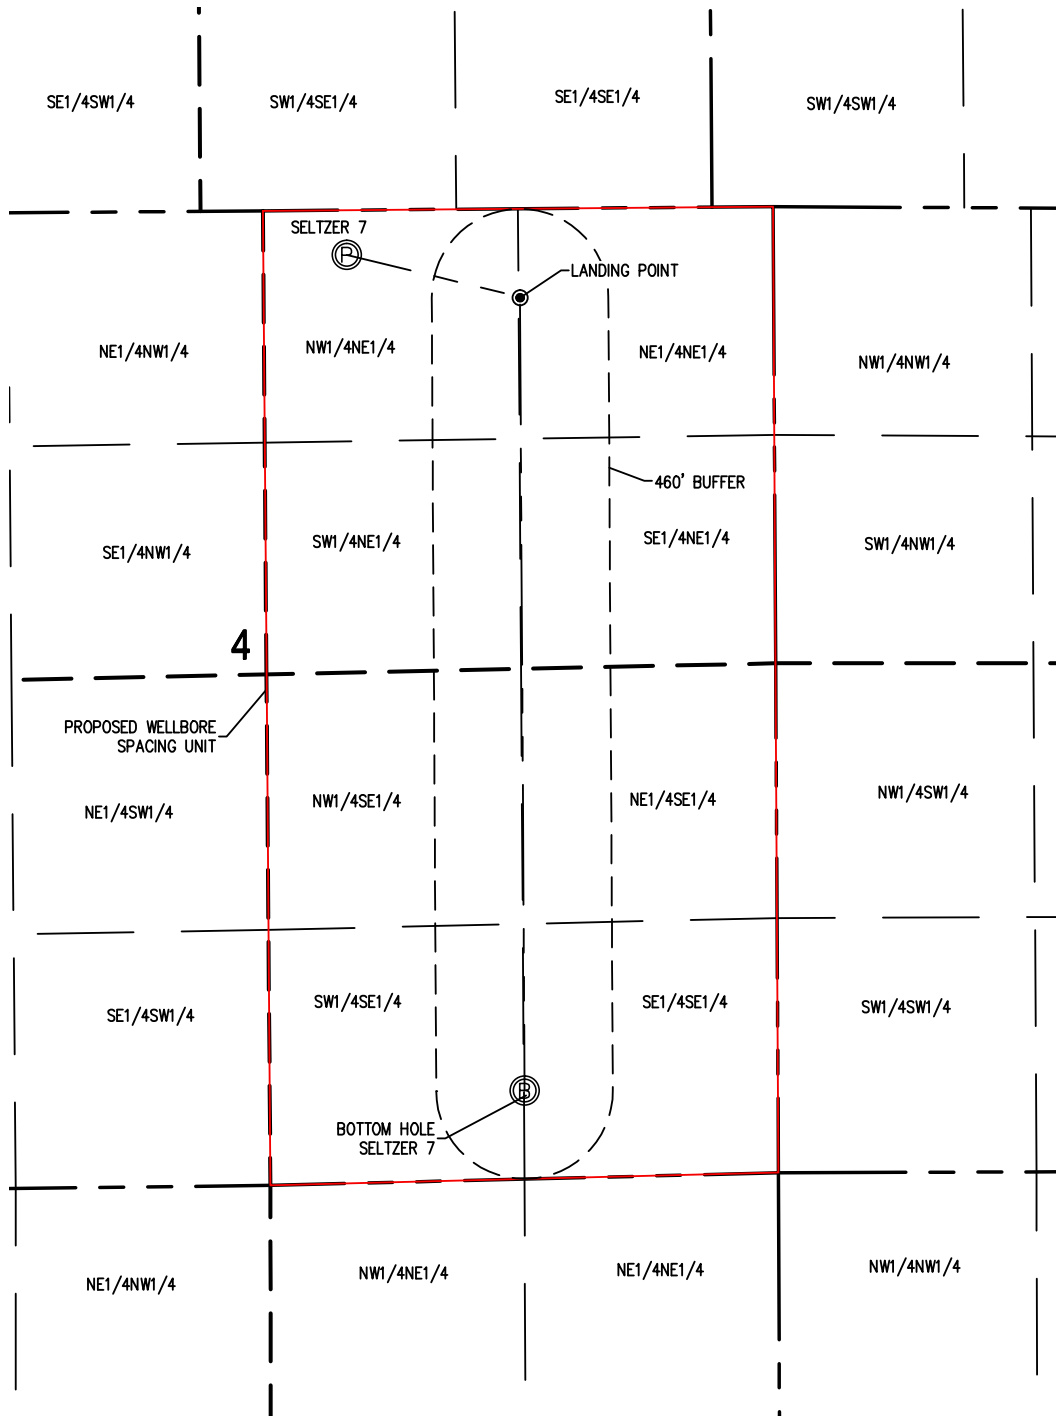 SE1/4SW1/4
SW1/4SE1/4
SE1/4SE1/4
SW1/4SW1/4
SELTZER 7
P
LANDING POINT
NE1/4NW1/4
NW1/4NE1/4
NE1/4NE1/4
NW1/4NW1/4
460' BUFFER
SE1/4NW1/4
SW1/4NE1/4
SE1/4NE1/4
SW1/4NW1/4
4
PROPOSED WELLBORE
SPACING UNIT
NE1/4SW1/4
NW1/4SE1/4
NE1/4SE1/4
NW1/4SW1/4
SE1/4SW1/4
SW1/4SE1/4
SE1/4SE1/4
SW1/4SW1/4
B
BOTTOM HOLE
SELTZER 7
NE1/4NW1/4
NW1/4NE1/4
NE1/4NE1/4
NW1/4NW1/4